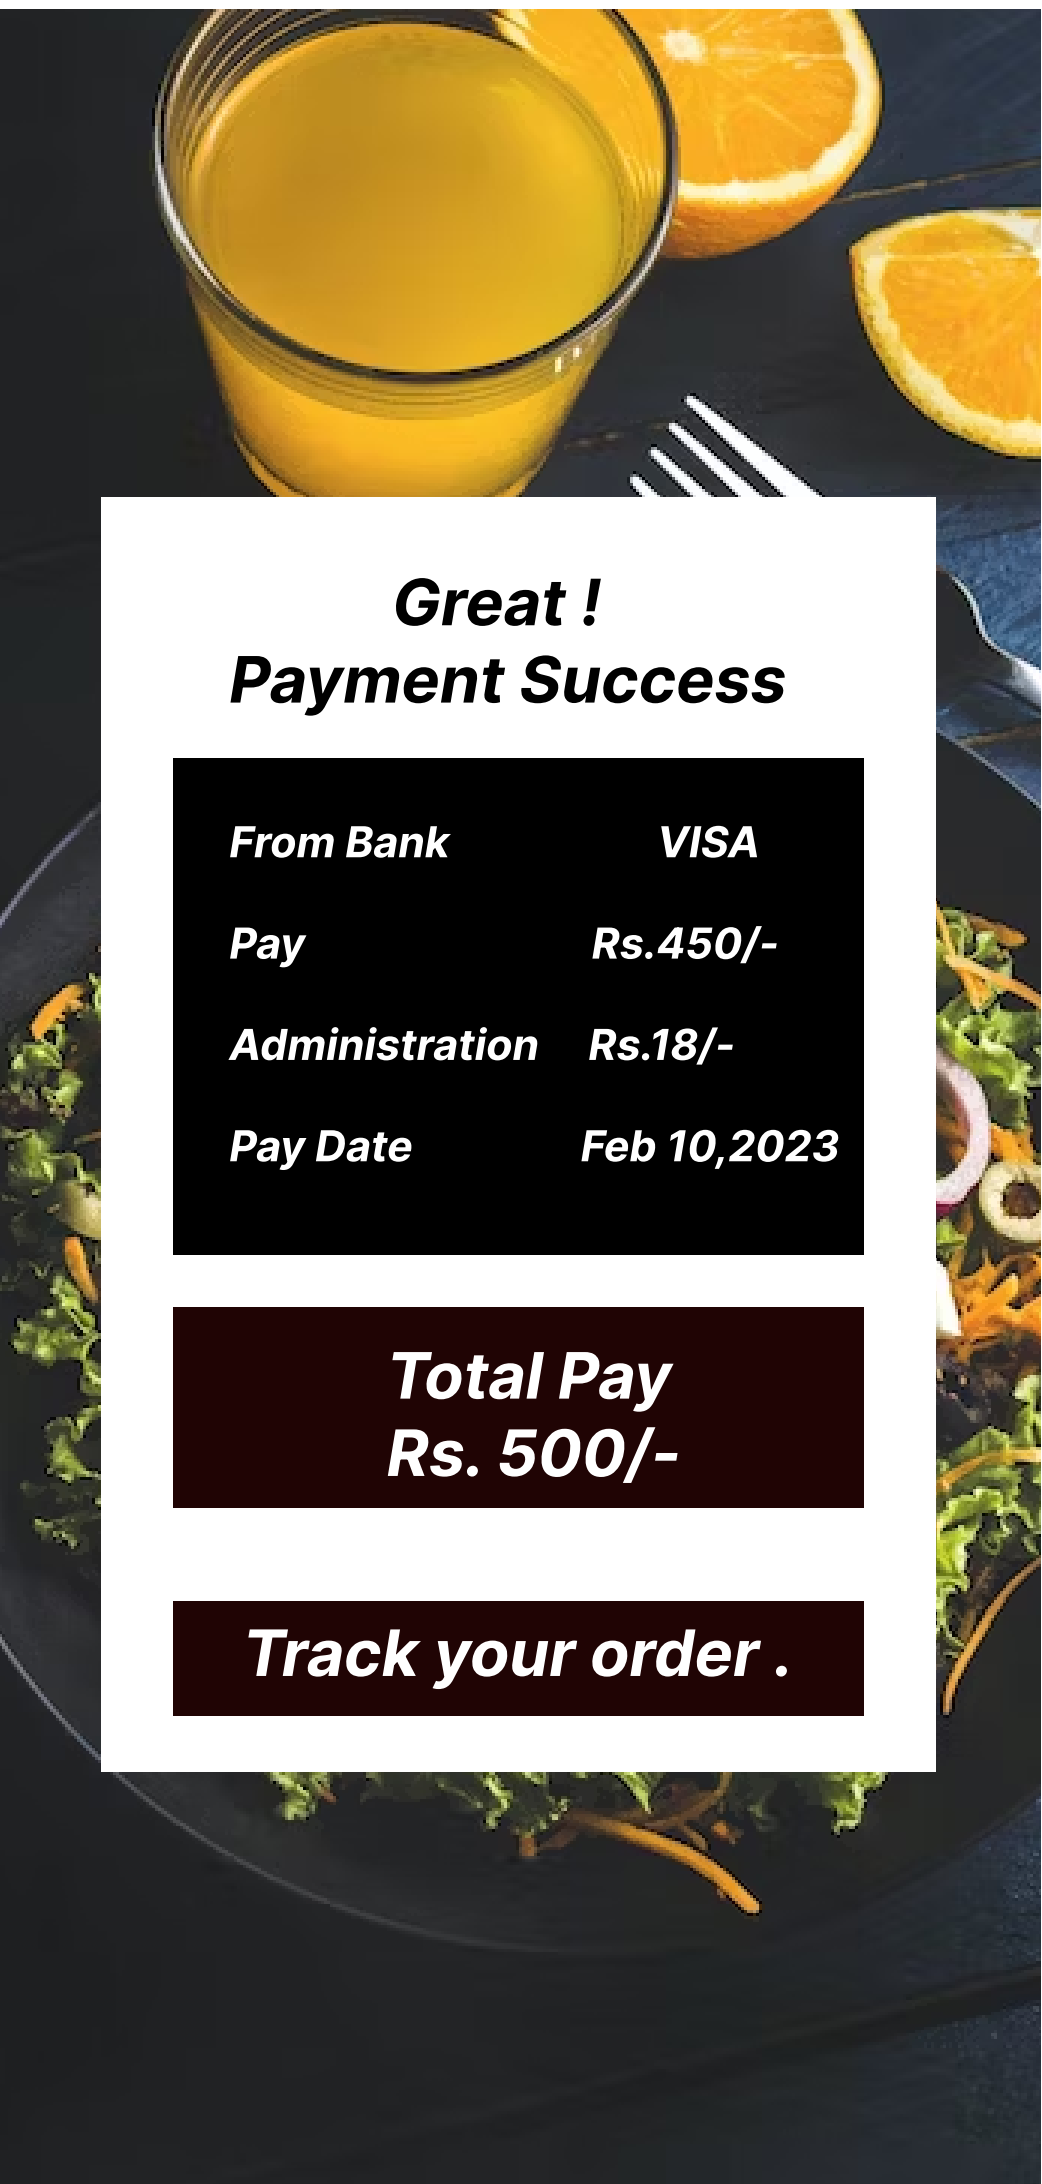 Great !
Payment Success
From Bank VISA
Pay Rs.450/-
Administration Rs.18/-
Pay Date Feb 10,2023
Total Pay
Rs. 500/-
Track your order .